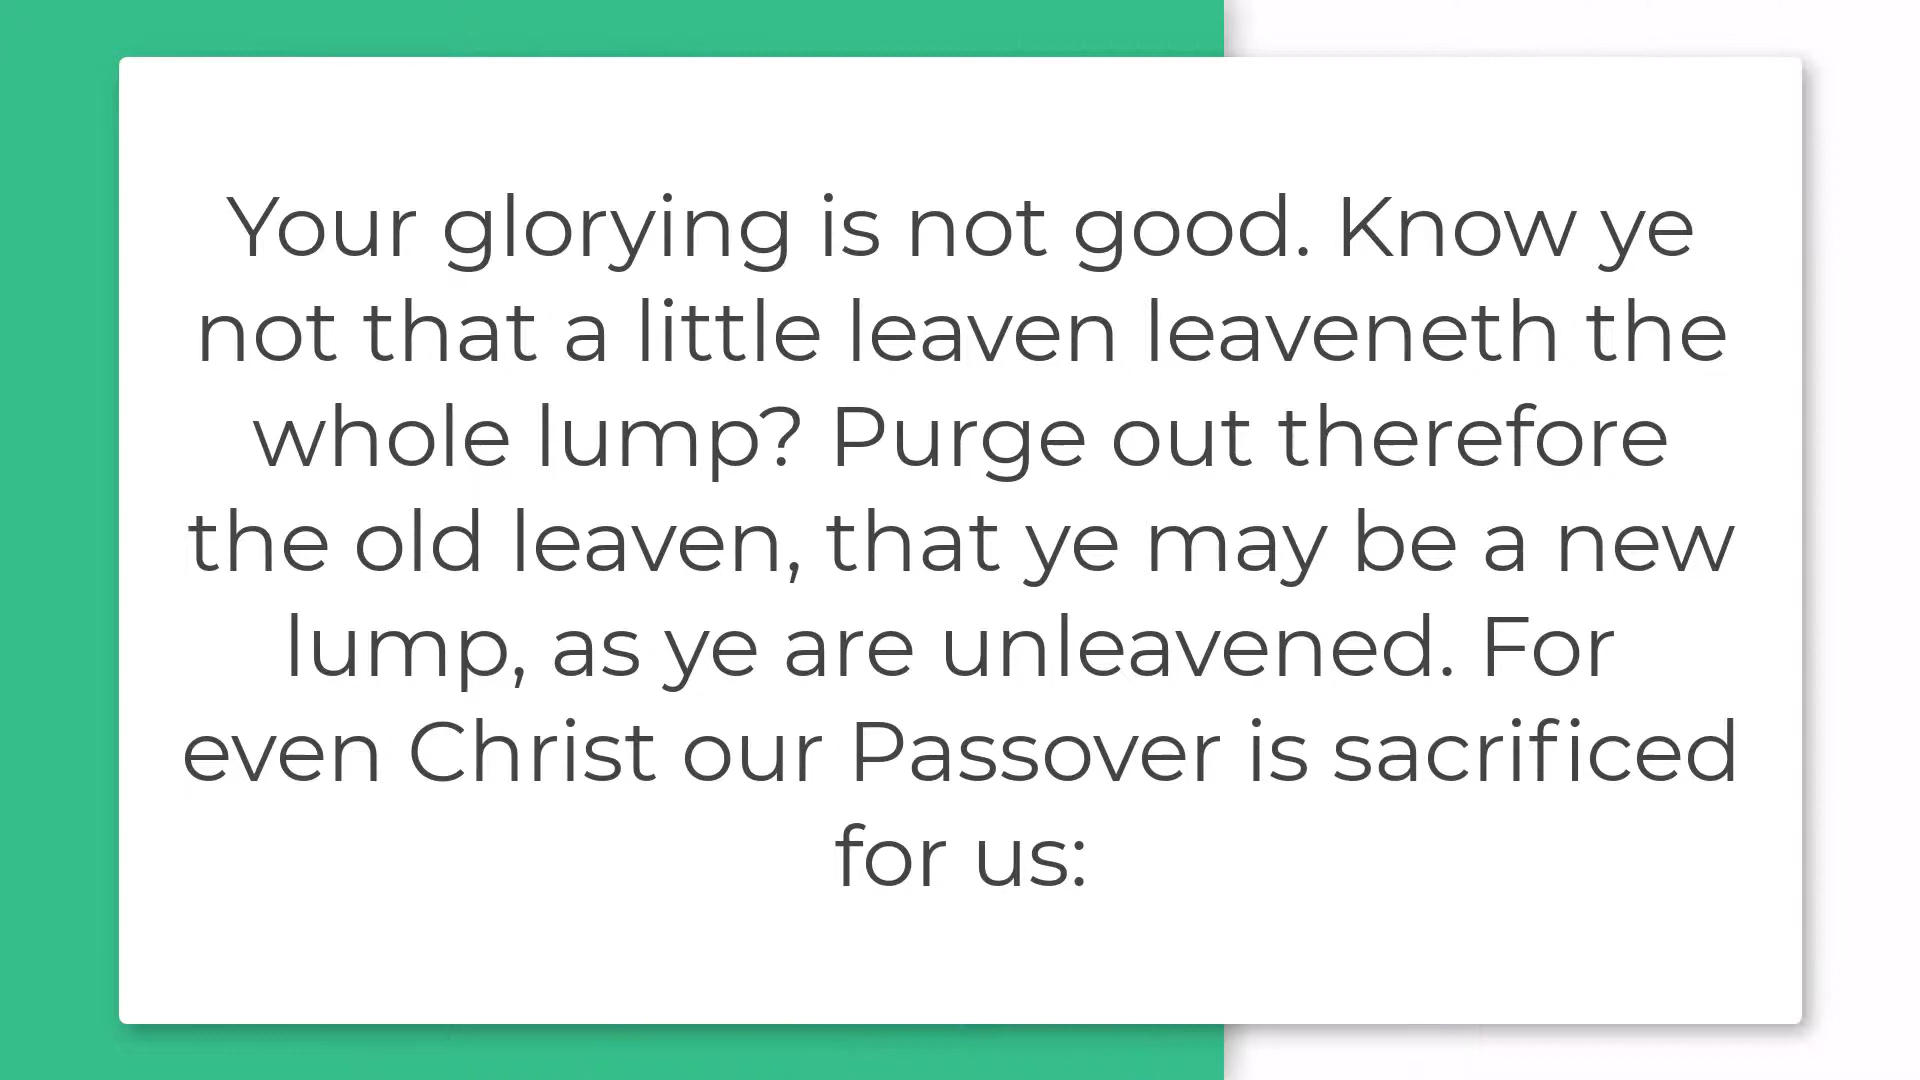 Your glorying is not good. Know ye
not that a little leaven leaveneth the
whole lump? Purge out therefore
the old leaven, that ye may be a new
lump, as ye are unleavened. For
even Christ our Passover is sacrificed
for us: